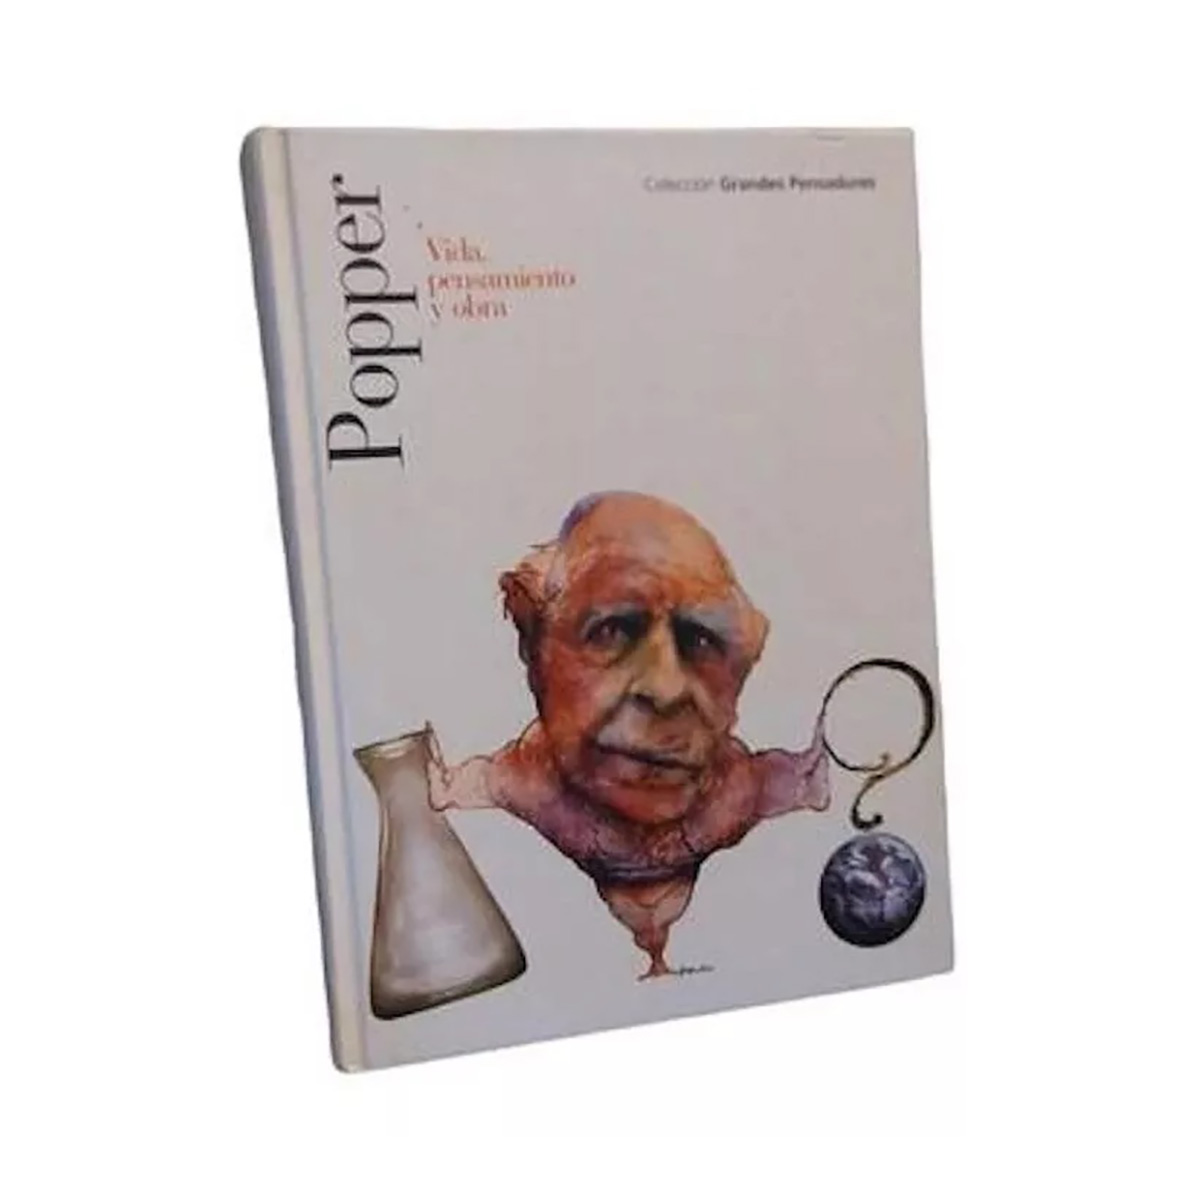 Colección Grandes Pensadores
Popper
Vida,
pensamiento
y obra